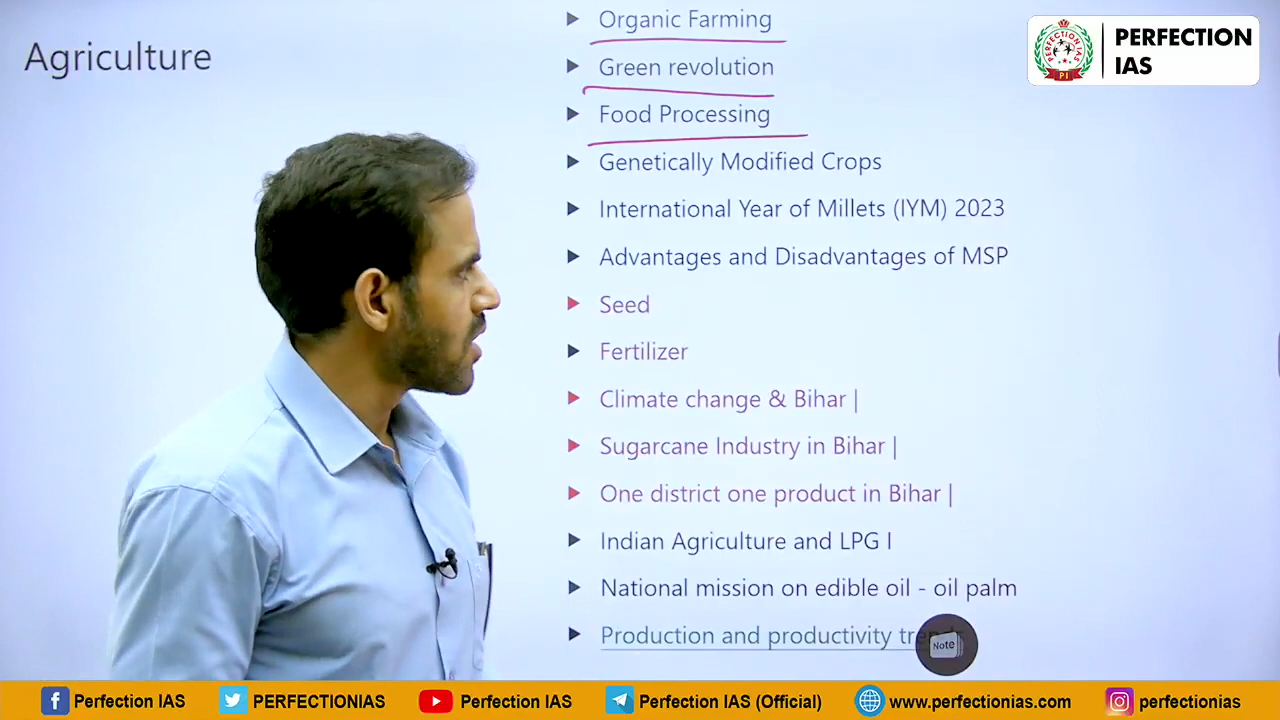 Agriculture
Organic Farming
Green revolution
Food Processing
Genetically Modified Crops
International Year of Millets (IYM) 2023
Advantages and Disadvantages of MSP
Seed
Fertilizer
Climate change & Bihar |
Sugarcane Industry in Bihar |
One district one product in Bihar |
Indian Agriculture and LPG I
National mission on edible oil - oil palm
Production and productivity
Note
PERFECTION IAS
PI
PERFECTION
IAS
Perfection IAS
PERFECTIONIAS
Perfection IAS
Perfection IAS (Official)
www.perfectionias.com
perfectionias